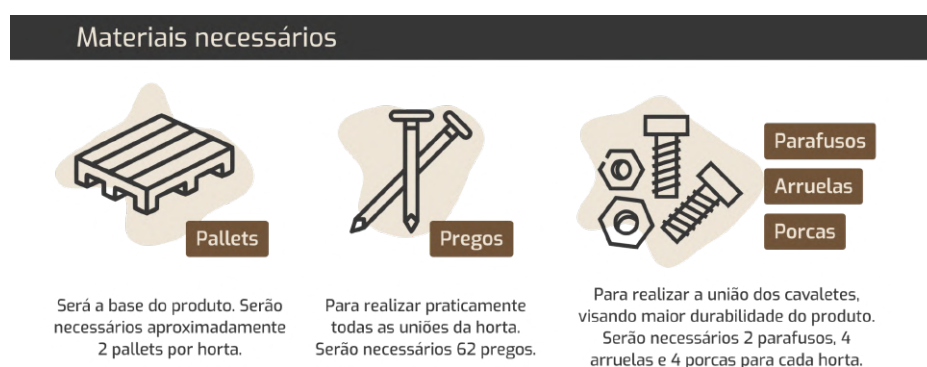 Materiais necessários
Pallets
Será a base do produto. Serão
necessários aproximadamente
2 pallets por horta.
Pregos
Para realizar praticamente
todas as uniões da horta.
Serão necessários 62 pregos.
Parafusos
Arruelas
Porcas
Para realizar a união dos cavaletes,
visando maior durabilidade do produto.
Serão necessários 2 parafusos, 4
arruelas e 4 porcas para cada horta.